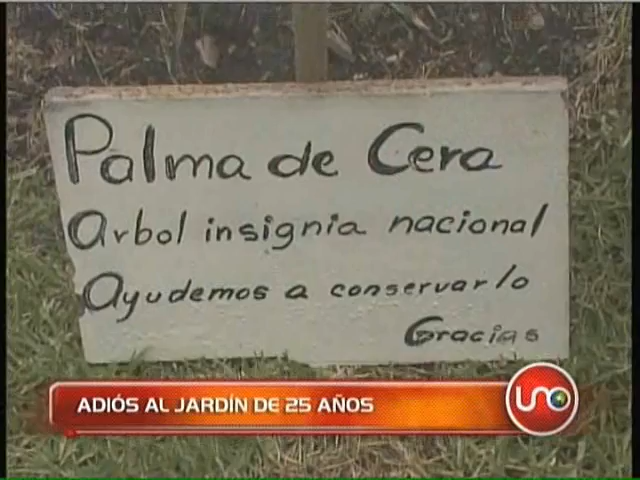 Palma de Cera
Arbol insignia nacional
Ayudemos a conservarlo
Gracias
ADIÓS AL JARDÍN DE 25 AÑOS
uno